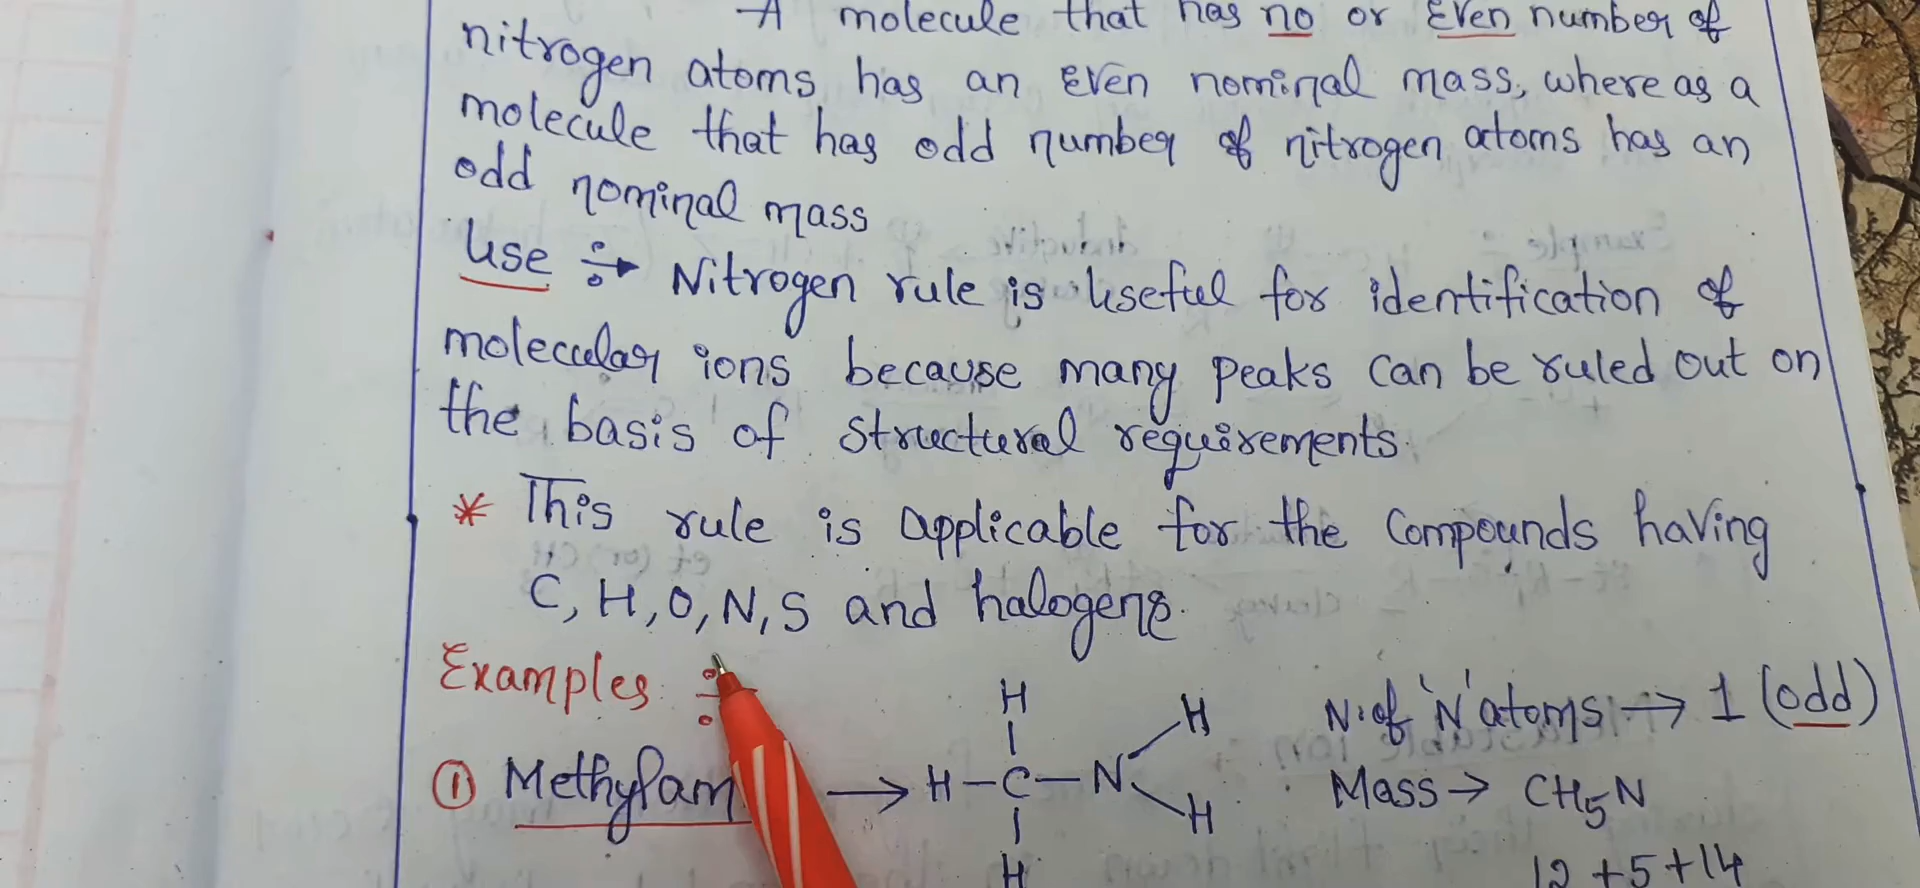 A molecule that has no or Even number of
nitrogen atoms has an Even nominal mass, where as a
molecule that has odd number of nitrogen atoms has an
odd nominal mass
Use ÷→ Nitrogen rule is useful for identification of
molecular ions because many peaks can be ruled out on
the basis of structural requirements.
* This rule is applicable for the compounds having
C, H, O, N, S and halogens.
Examples ÷
① Methylam → H-C-N H H H H
N. of 'N' atoms → 1 (odd)
Mass → CH5N
12 + 5 + 14